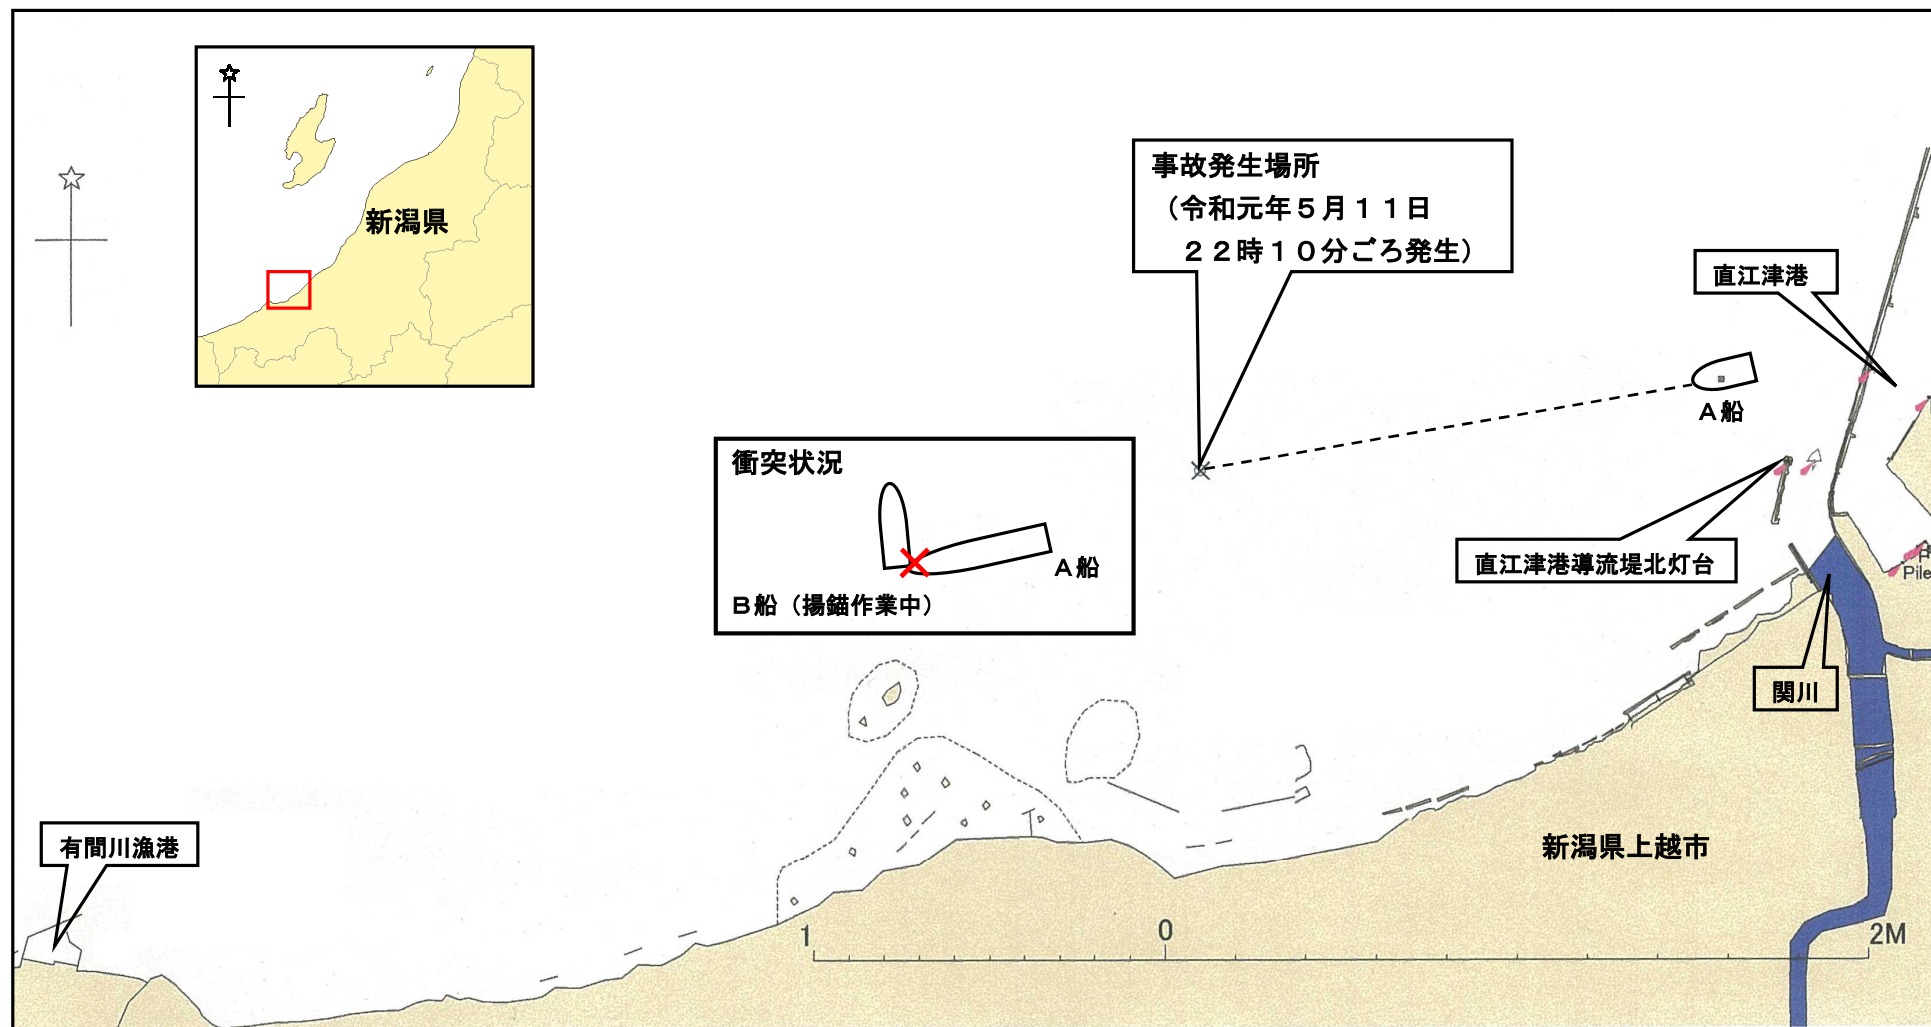 新潟県
事故発生場所
（令和元年５月１１日
２２時１０分ごろ発生）
直江津港
Ａ船
衝突状況
Ａ船
Ｂ船（揚錨作業中）
直江津港導流堤北灯台
Pile
関川
有間川漁港
新潟県上越市
1
0
2M